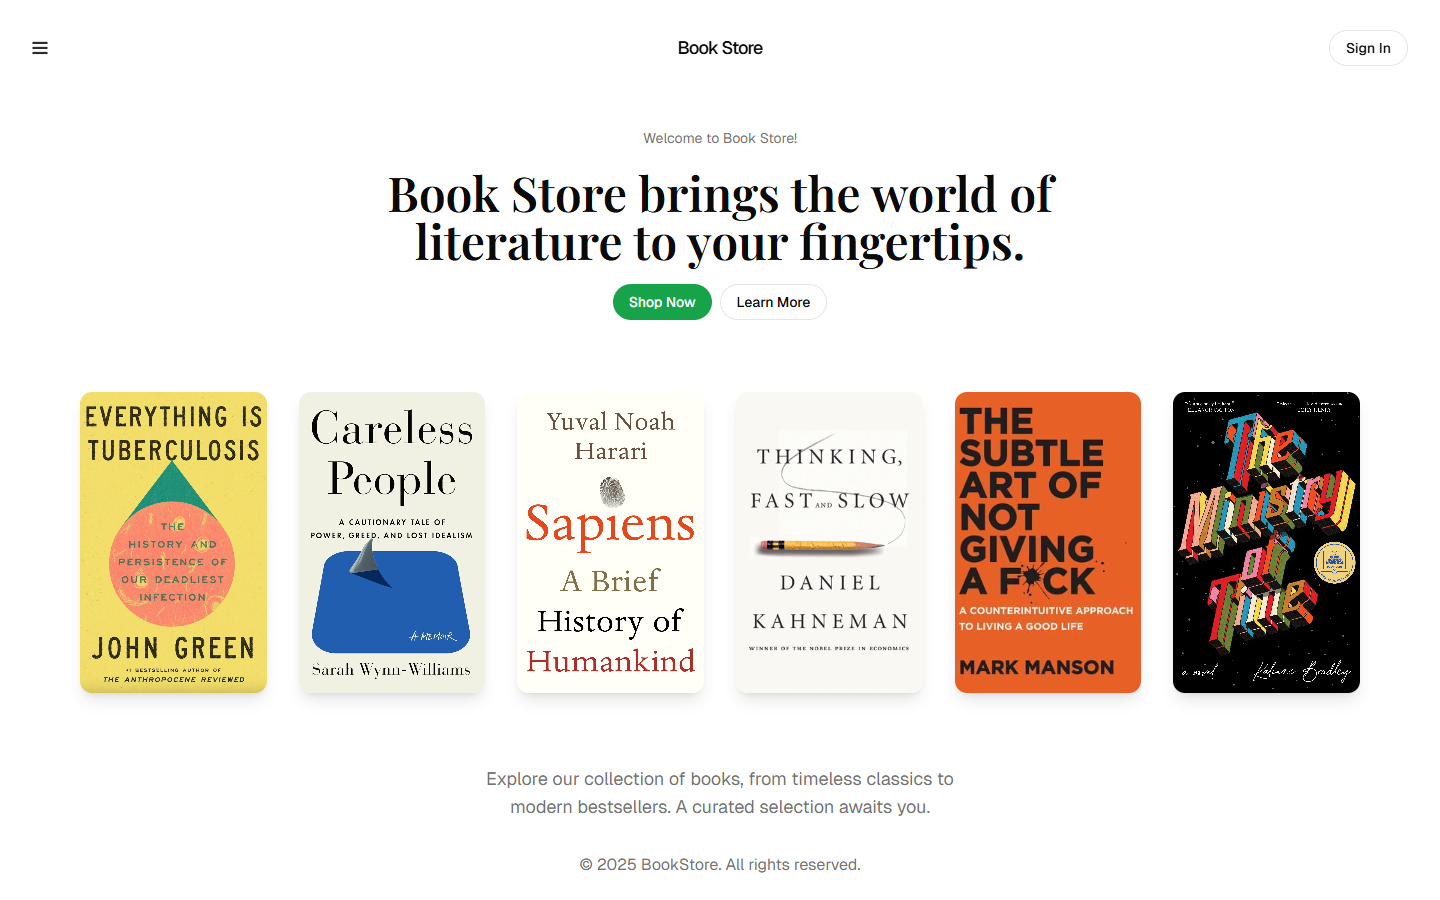 Book Store
Sign In
Welcome to Book Store!
Book Store brings the world of
literature to your fingertips.
Shop Now
Learn More
EVERYTHING IS
TUBERCULOSIS
THE
HISTORY AND
PERSISTENCE OF
OUR DEADLIEST
INFECTION
JOHN GREEN
#1 BESTSELLING AUTHOR OF
THE ANTHROPOCENE REVIEWED
Careless
People
A CAUTIONARY TALE OF
POWER, GREED, AND LOST IDEALISM
A MEMOIR
Sarah Wynn-Williams
Yuval Noah
Harari
Sapiens
A Brief
History of
Humankind
THINKING,
FAST AND SLOW
DANIEL
KAHNEMAN
WINNER OF THE NOBEL PRIZE IN ECONOMICS
THE
SUBTLE
ART OF
NOT
GIVING
A F CK
A COUNTERINTUITIVE APPROACH
TO LIVING A GOOD LIFE
MARK MANSON
The
Ministry
of
Time
a novel
Kaliane Bradley
Explore our collection of books, from timeless classics to
modern bestsellers. A curated selection awaits you.
© 2025 BookStore. All rights reserved.